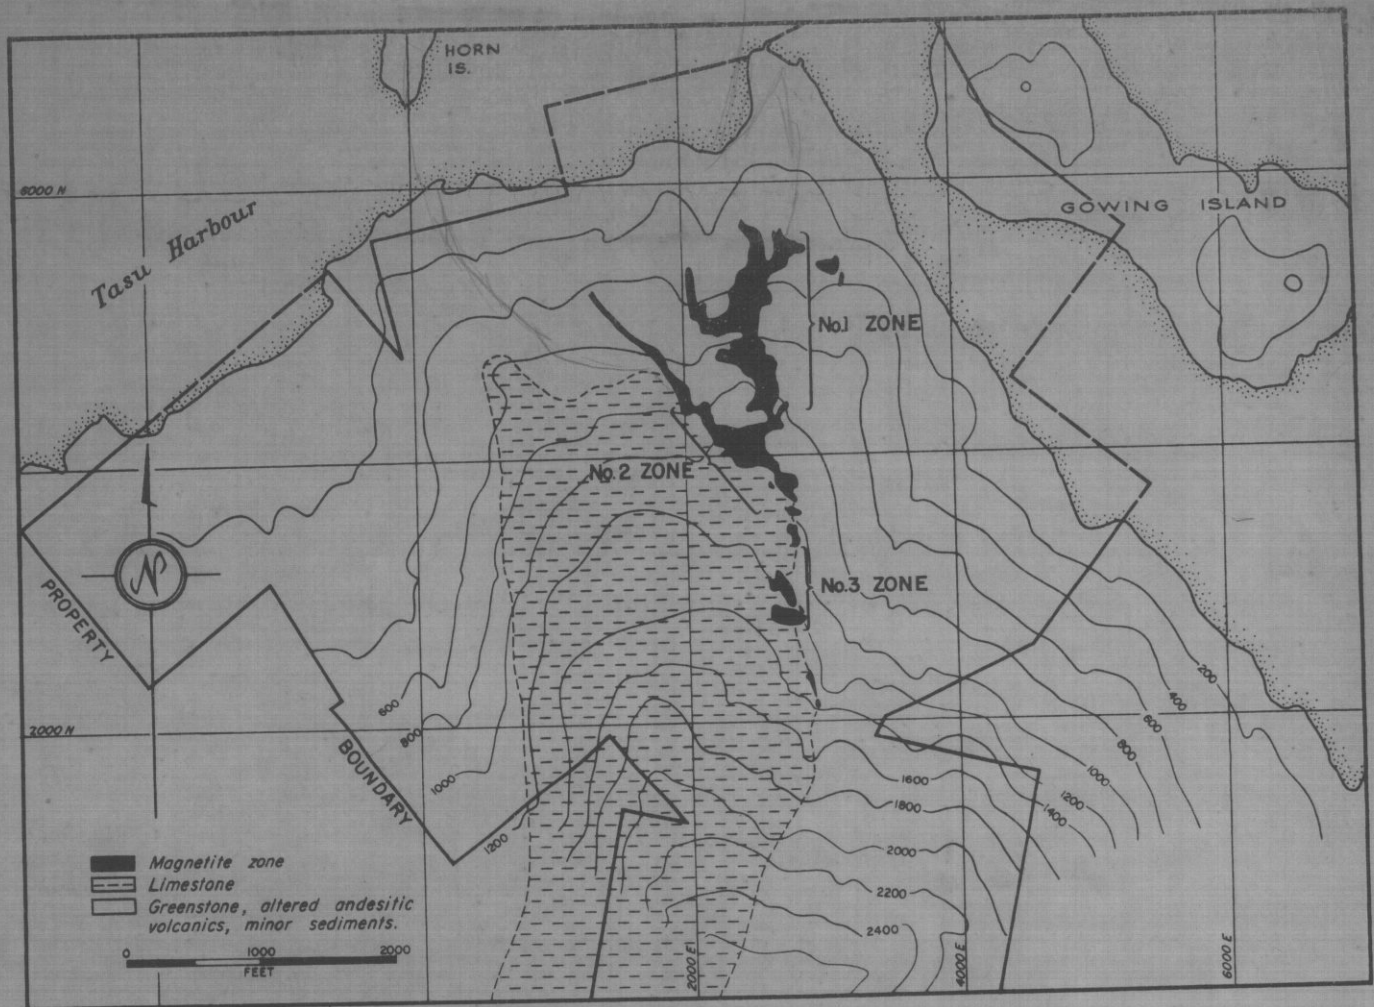 HORN
IS.
6000 N
Tasu Harbour
GOWING ISLAND
No.1 ZONE
No.2 ZONE
No.3 ZONE
N
PROPERTY
BOUNDARY
2000 N
600
800
1000
1200
200
400
600
800
1000
1200
1400
1600
1800
2000
2200
2400
2000 E
4000 E
6000 E
Magnetite zone
Limestone
Greenstone, altered andesitic
volcanics, minor sediments.
0 1000 2000
FEET